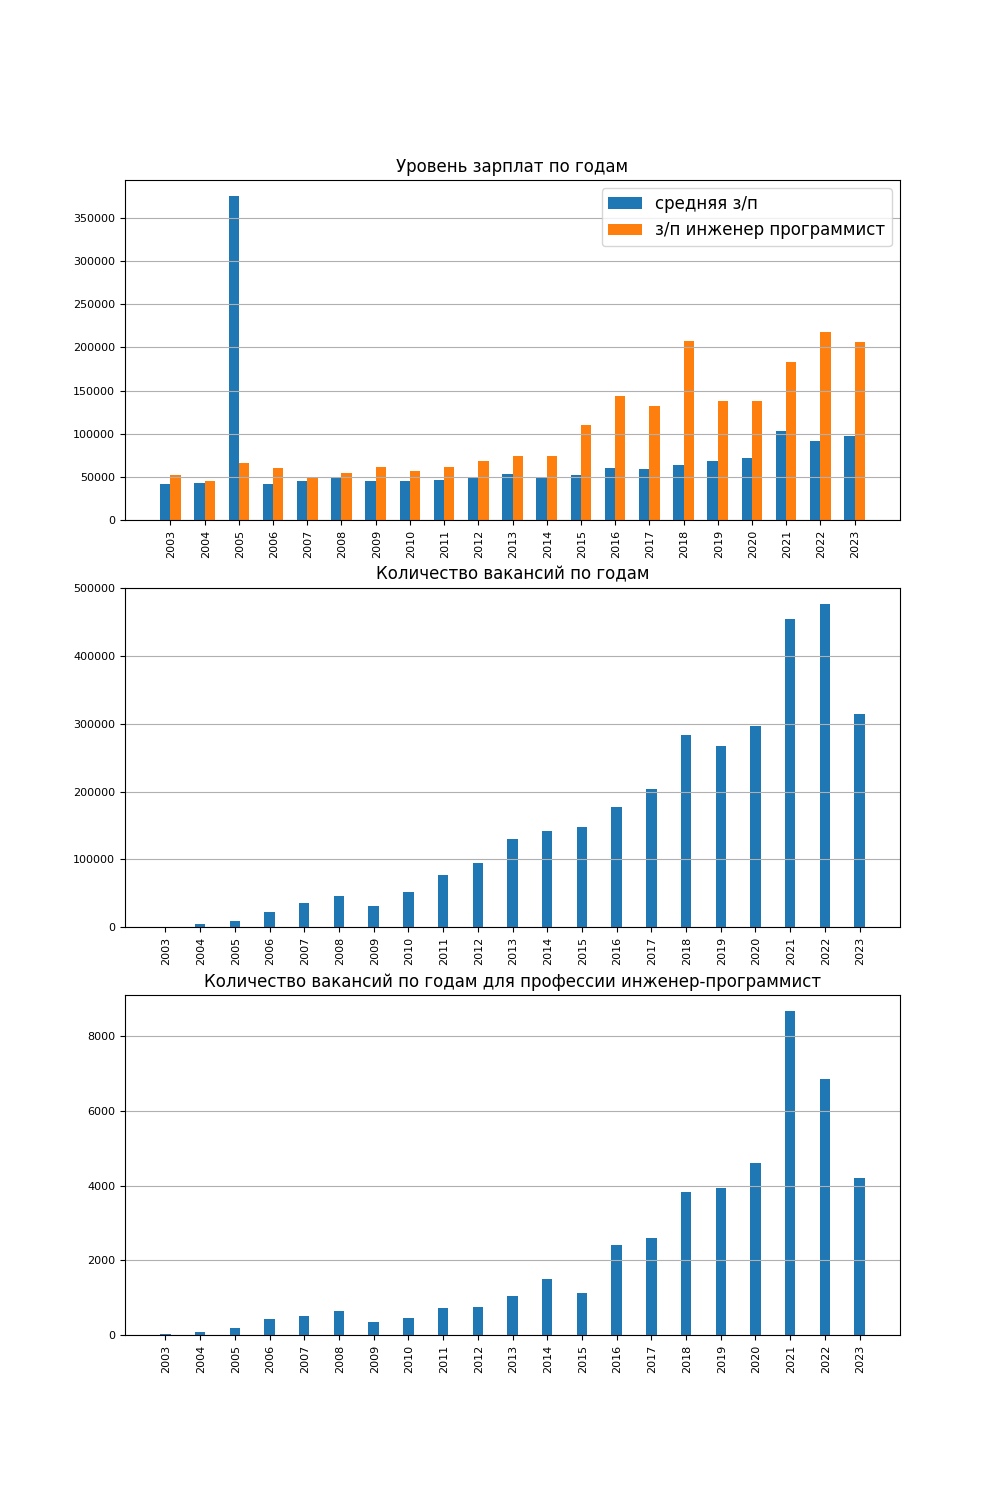 Уровень зарплат по годам
350000
300000
250000
200000
150000
100000
50000
0
средняя з/п
з/п инженер программист
2003 2004 2005 2006 2007 2008 2009 2010 2011 2012 2013 2014 2015 2016 2017 2018 2019 2020 2021 2022 2023
Количество вакансий по годам
500000
400000
300000
200000
100000
0
2003 2004 2005 2006 2007 2008 2009 2010 2011 2012 2013 2014 2015 2016 2017 2018 2019 2020 2021 2022 2023
Количество вакансий по годам для профессии инженер-программист
8000
6000
4000
2000
0
2003 2004 2005 2006 2007 2008 2009 2010 2011 2012 2013 2014 2015 2016 2017 2018 2019 2020 2021 2022 2023